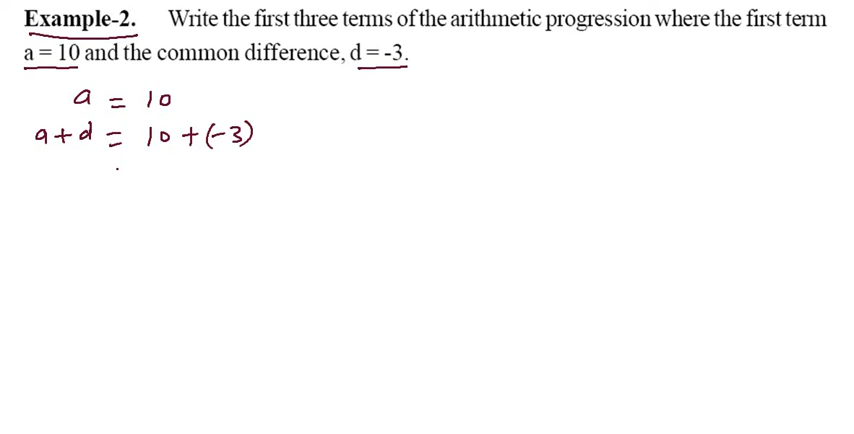 Example-2. Write the first three terms of the arithmetic progression where the first term
a = 10 and the common difference, d = -3.
a = 10
a+d = 10 + (-3)